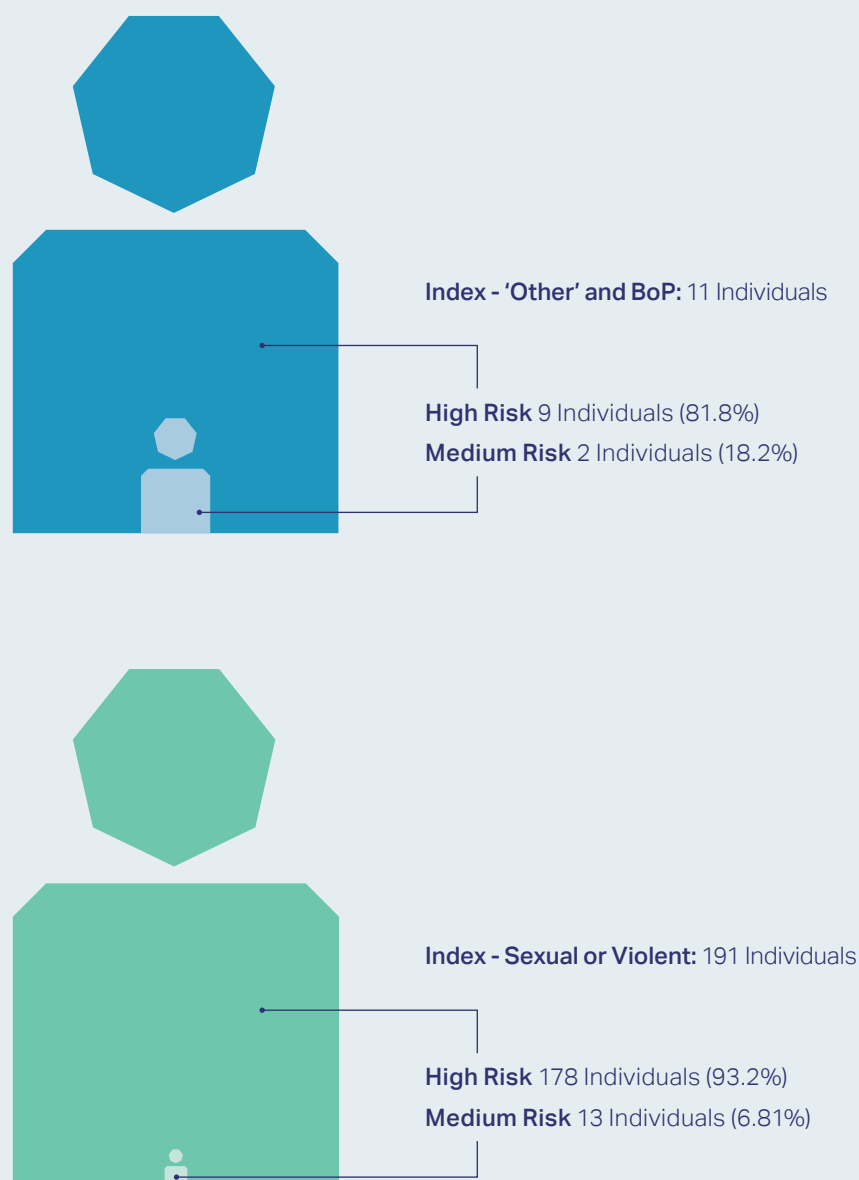 Index - ‘Other’ and BoP: 11 Individuals
High Risk 9 Individuals (81.8%)
Medium Risk 2 Individuals (18.2%)
Index - Sexual or Violent: 191 Individuals
High Risk 178 Individuals (93.2%)
Medium Risk 13 Individuals (6.81%)